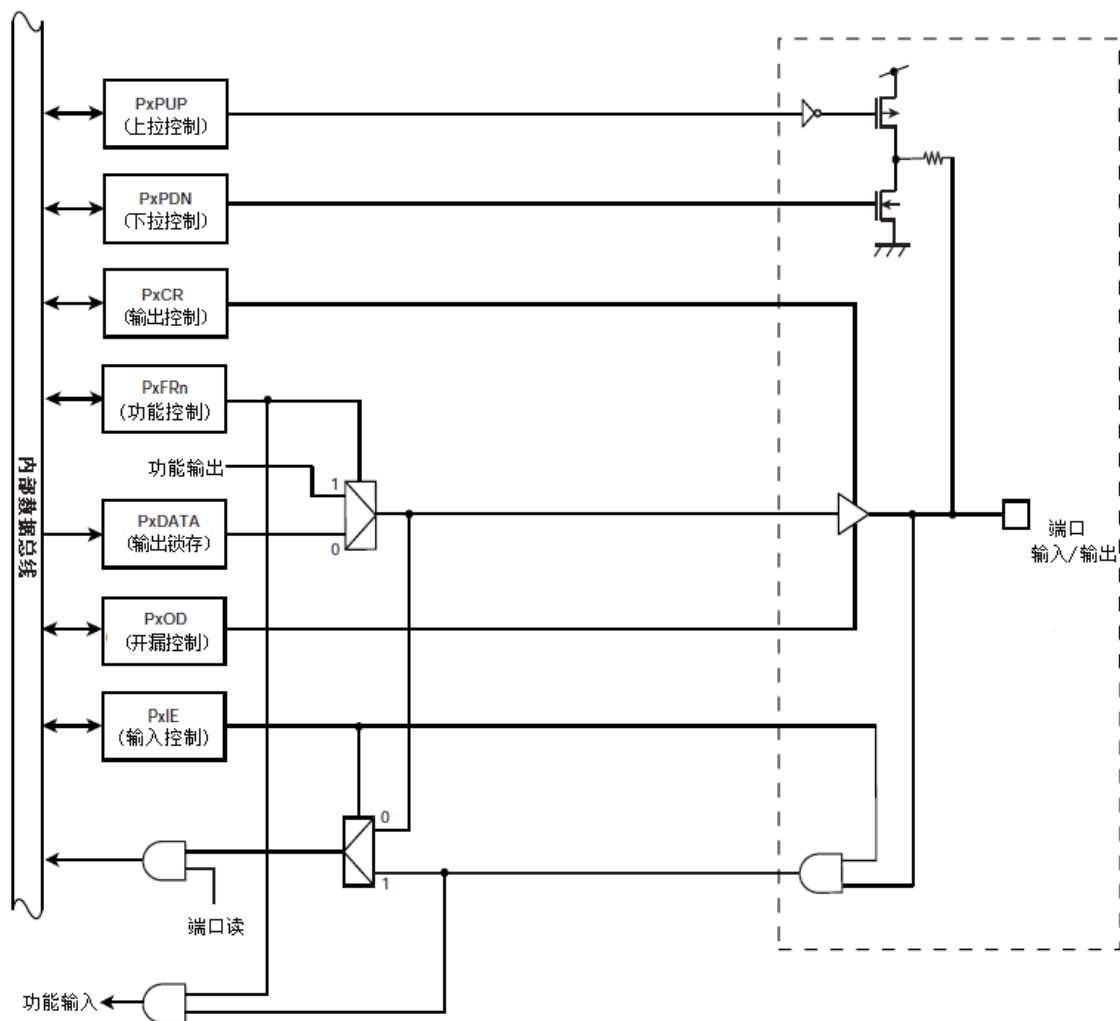 PxPUP
(上拉控制)
PxPDN
(下拉控制)
PxCR
(输出控制)
PxFRn
(功能控制)
功能输出
1
PxDATA
(输出锁存)
0
内部数据总线
端口
输入/输出
PxOD
(开漏控制)
PxIE
(输入控制)
0
1
端口读
功能输入